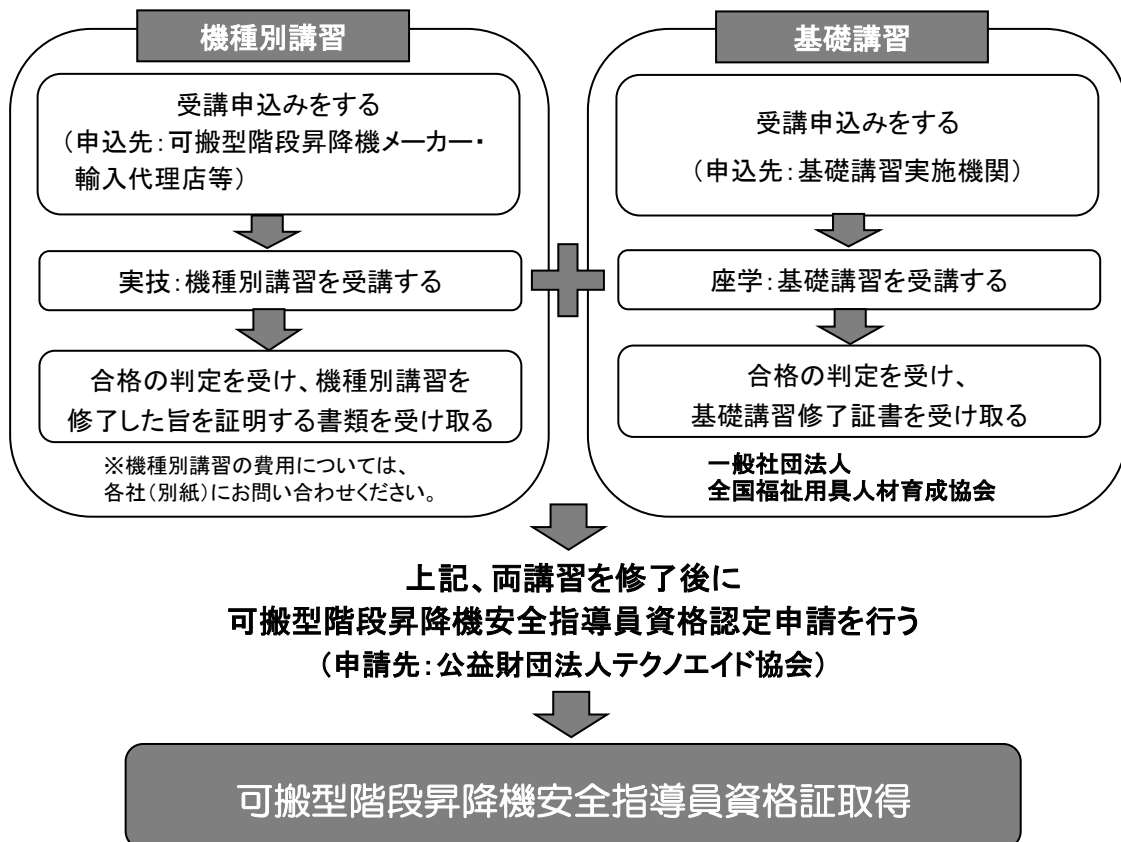 機種別講習
受講申込みをする
（申込先：可搬型階段昇降機メーカー・
輸入代理店等）
実技：機種別講習を受講する
合格の判定を受け、機種別講習を
修了した旨を証明する書類を受け取る
※機種別講習の費用については、
各社（別紙）にお問い合わせください。
基礎講習
受講申込みをする
（申込先：基礎講習実施機関）
座学：基礎講習を受講する
合格の判定を受け、
基礎講習修了証書を受け取る
一般社団法人
全国福祉用具人材育成協会
上記、両講習を修了後に
可搬型階段昇降機安全指導員資格認定申請を行う
（申請先：公益財団法人テクノエイド協会）
可搬型階段昇降機安全指導員資格証取得